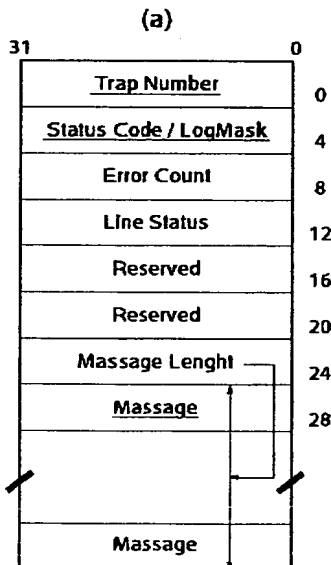 (a)
31 0
Trap Number 0
Status Code / LogMask 4
Error Count 8
Line Status 12
Reserved 16
Reserved 20
Massage Lenght 24
Massage 28
Massage